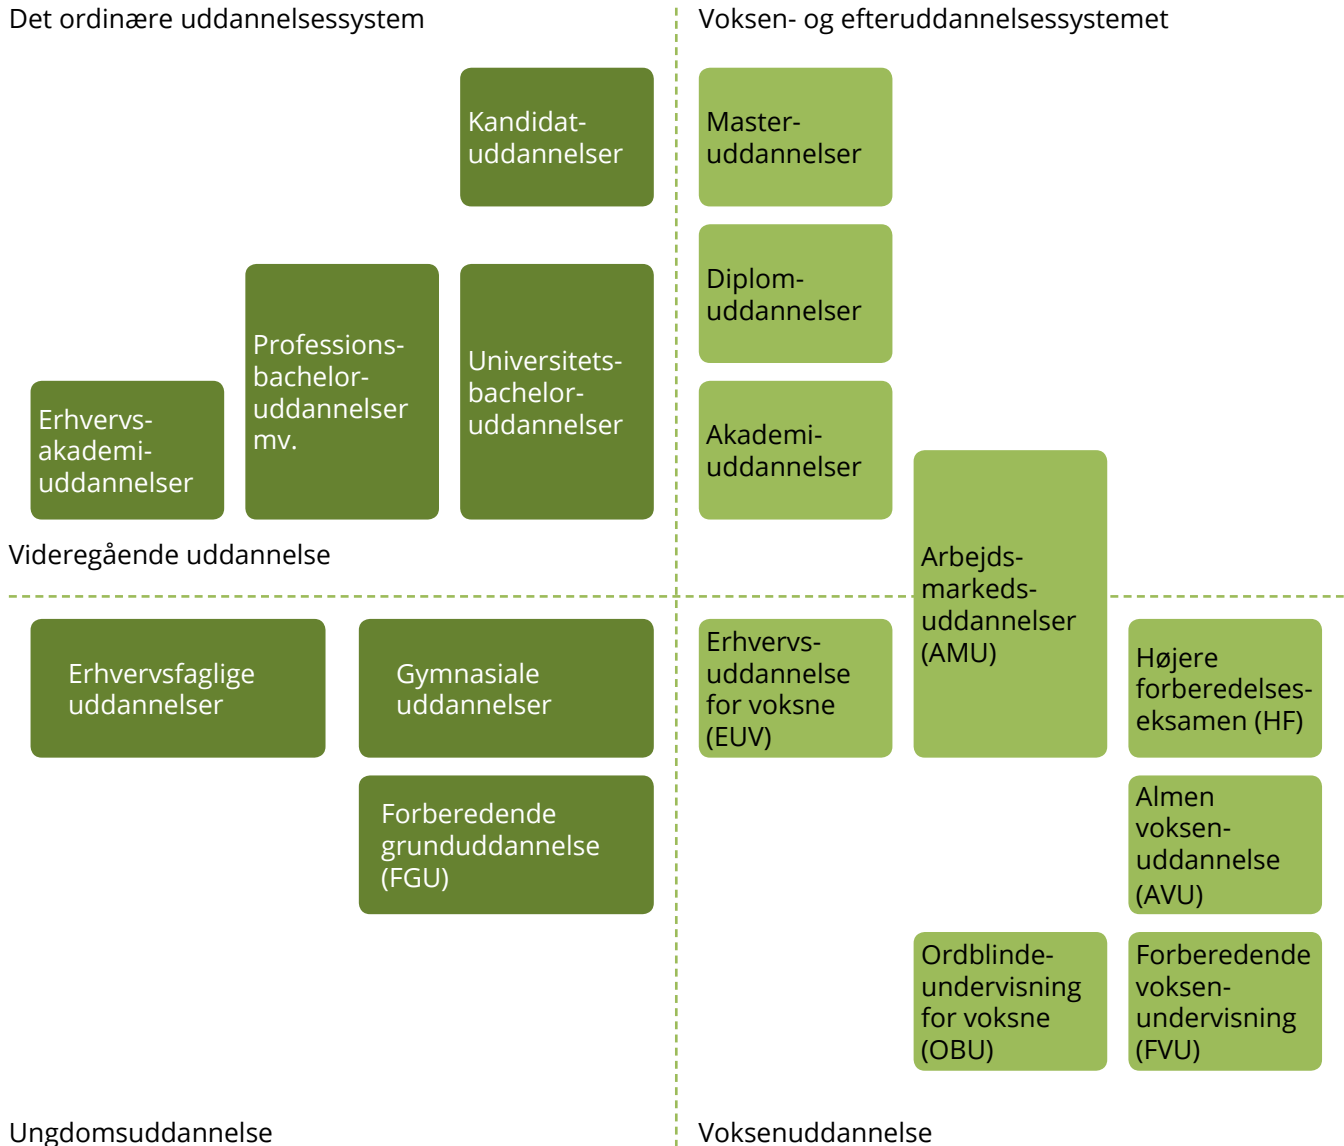 Det ordinære uddannelsessystem
Voksen- og efteruddannelsessystemet
Kandidat-
uddannelser
Master-
uddannelser
Diplom-
uddannelser
Professions-
bachelor-
uddannelser
mv.
Universitets-
bachelor-
uddannelser
Erhvervs-
akademi-
uddannelser
Akademi-
uddannelser
Videregående uddannelse
Arbejds-
markeds-
uddannelser
(AMU)
Erhvervsfaglige
uddannelser
Gymnasiale
uddannelser
Erhvervs-
uddannelse
for voksne
(EUV)
Højere
forberedelses-
eksamen (HF)
Forberedende
grunduddannelse
(FGU)
Almen
voksen-
uddannelse
(AVU)
Ordblinde-
undervisning
for voksne
(OBU)
Forberedende
voksen-
undervisning
(FVU)
Ungdomsuddannelse
Voksenuddannelse